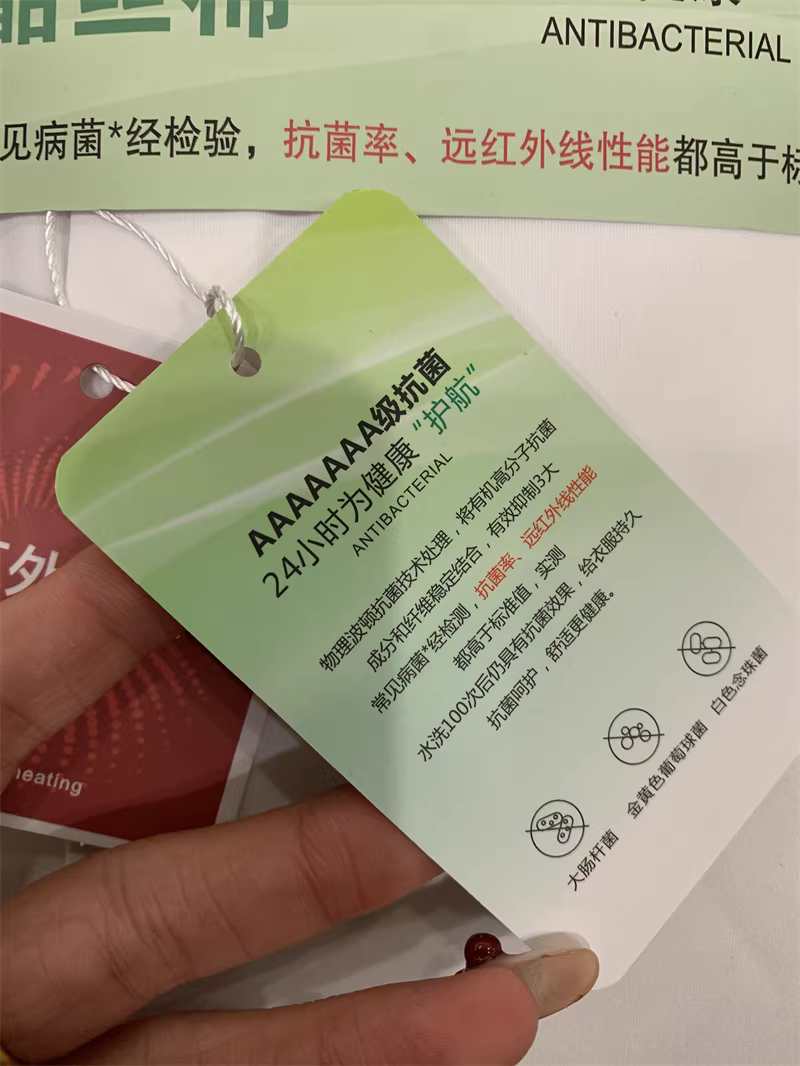 ANTIBACTERIAL
见病菌*经检验，抗菌率、远红外线性能都高于标
AAAAAAA级抗菌
24小时为健康“护航”
ANTIBACTERIAL
物理波顿抗菌技术处理，将有机高分子抗菌
成分和纤维稳定结合，有效抑制3大
常见病菌*经检测，抗菌率、远红外线性能
都高于标准值，实测
水洗100次后仍具有抗菌效果，给衣服持久
抗菌呵护，舒适更健康。
大肠杆菌
金黄色葡萄球菌
白色念珠菌
外
heating